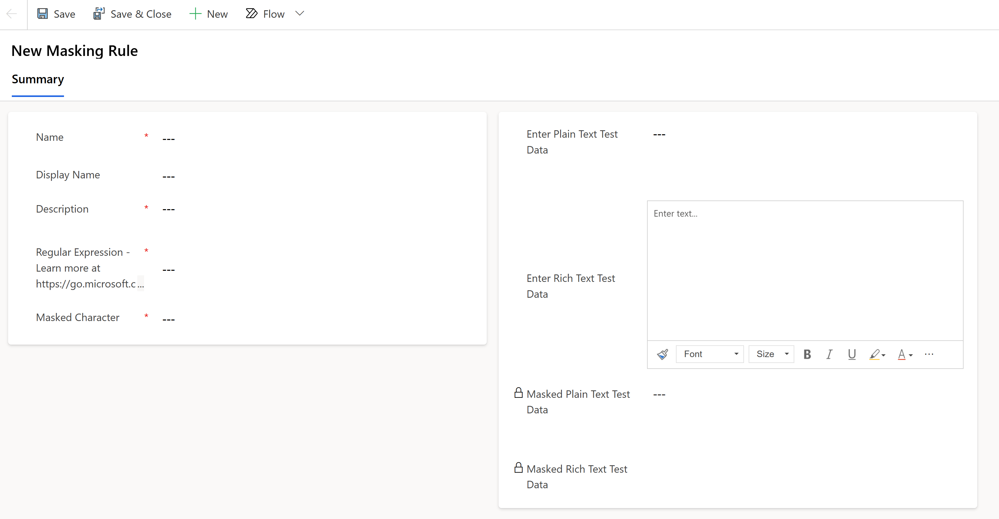 Save
Save & Close
New
Flow
New Masking Rule
Summary
Name * ---
Display Name ---
Description * ---
Regular Expression - *
Learn more at
https://go.microsoft.c...
---
Masked Character * ---
Enter Plain Text Test
Data
---
Enter Rich Text Test
Data
Enter text...
Font
Size
B I U A ...
Masked Plain Text Test
Data
---
Masked Rich Text Test
Data